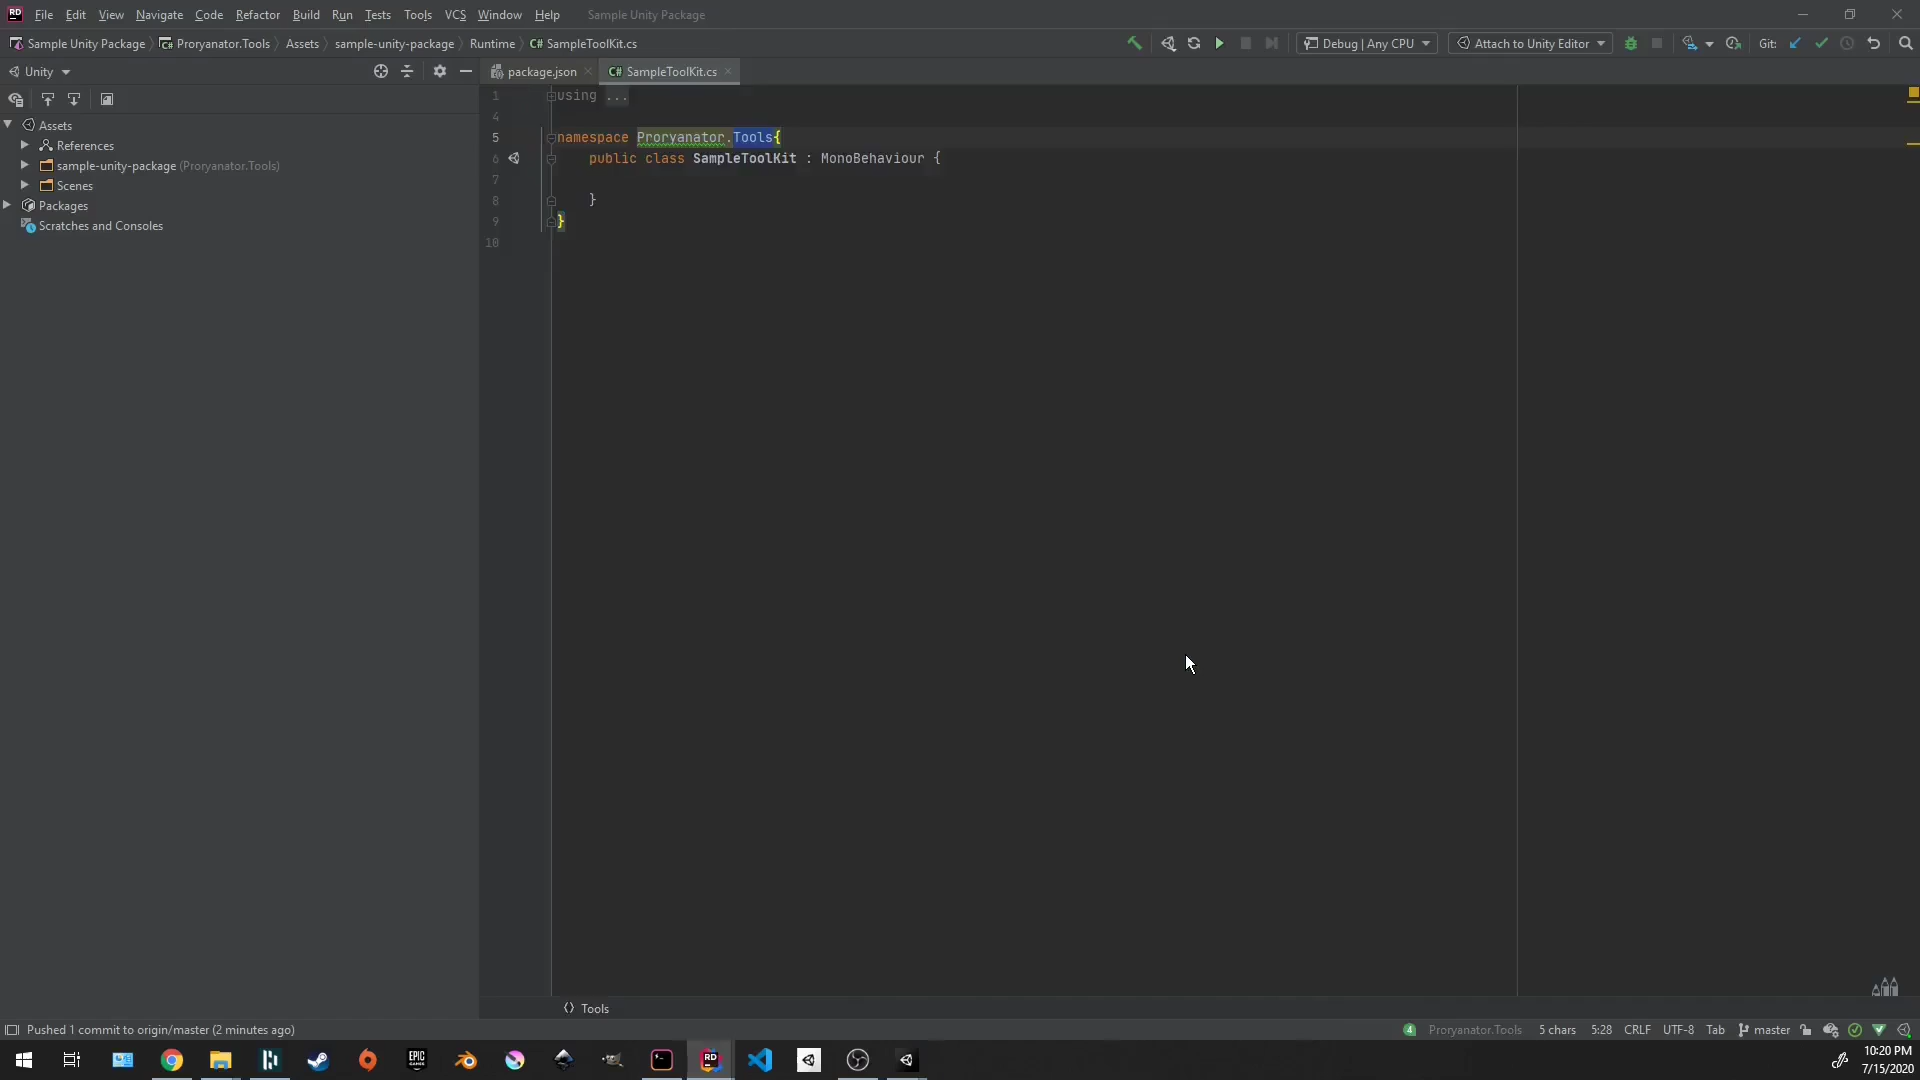 RD File Edit View Navigate Code Refactor Build Run Tests Tools VCS Window Help Sample Unity Package
Sample Unity Package Proryanator.Tools Assets sample-unity-package Runtime C# SampleToolKit.cs Debug | Any CPU Attach to Unity Editor Git:
Unity
package.json C# SampleToolKit.cs
Assets
References
sample-unity-package (Proryanator.Tools)
Scenes
Packages
Scratches and Consoles
1 using ...
4
5 namespace Proryanator.Tools{
6 public class SampleToolKit : MonoBehaviour {
7
8 }
9 }
10
Tools
Pushed 1 commit to origin/master (2 minutes ago) 4 Proryanator.Tools 5 chars 5:28 CRLF UTF-8 Tab master
EPIC GAMES RD 10:20 PM
7/15/2020